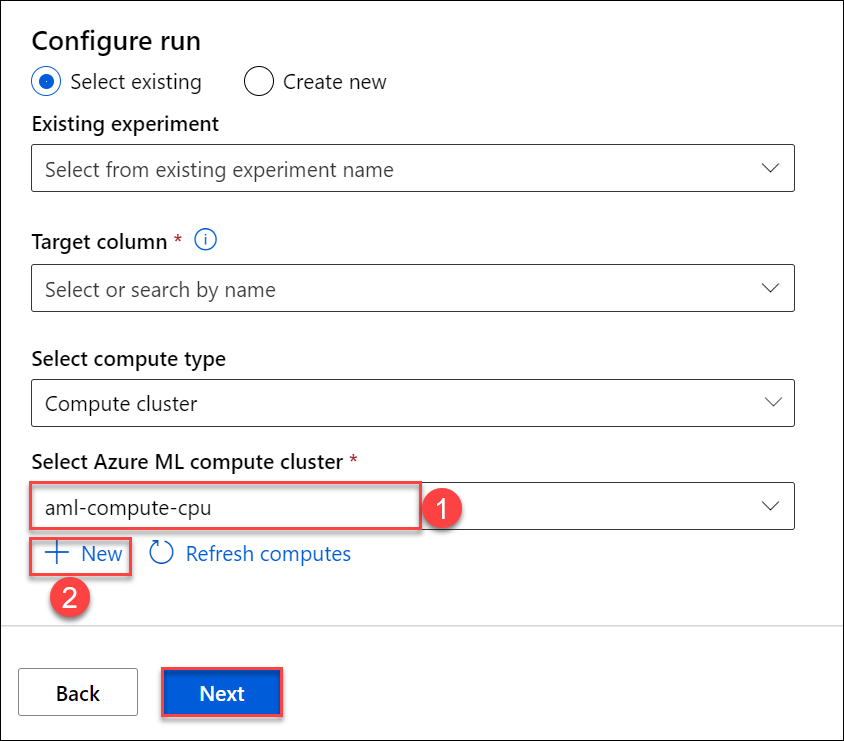 Configure run
Select existing Create new
Existing experiment
Select from existing experiment name
Target column * i
Select or search by name
Select compute type
Compute cluster
Select Azure ML compute cluster *
aml-compute-cpu 1
+ New Refresh computes
2
Back Next